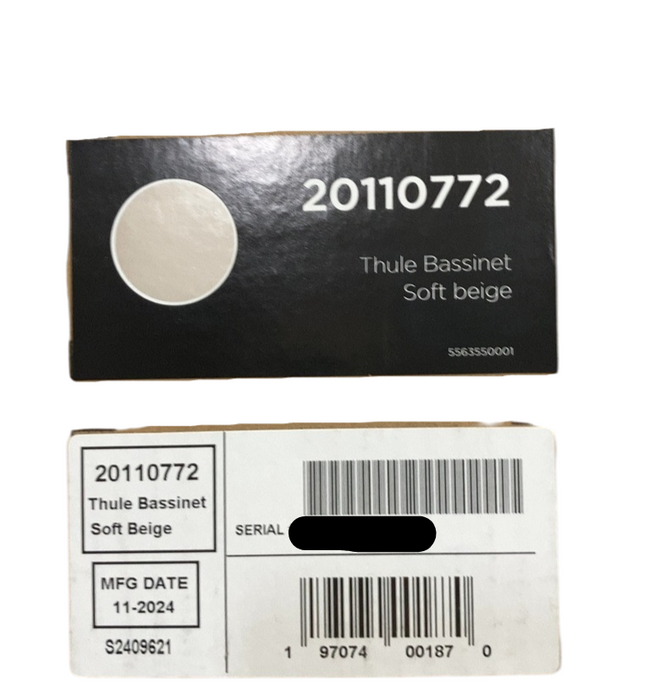 20110772
Thule Bassinet
Soft beige
5563550001
20110772
Thule Bassinet
Soft Beige
SERIAL
MFG DATE
11-2024
S2409621
1 97074 00187 0